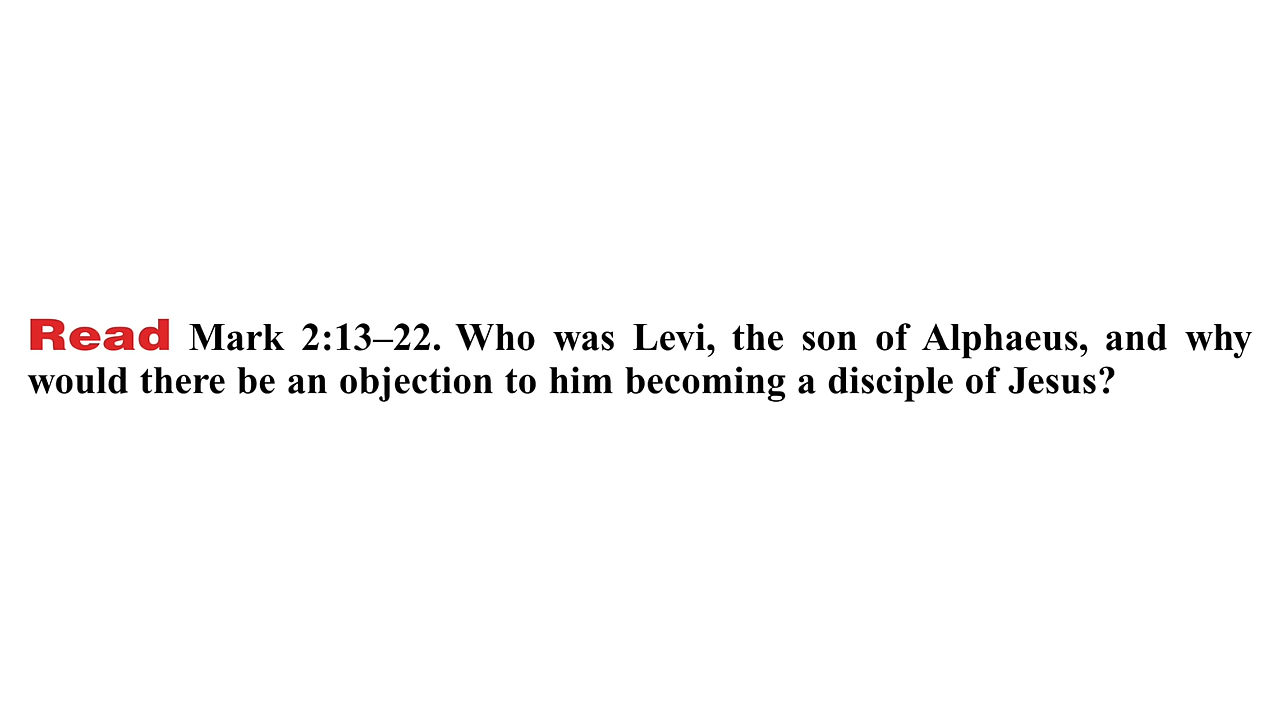 Read Mark 2:13–22. Who was Levi, the son of Alphaeus, and why
would there be an objection to him becoming a disciple of Jesus?